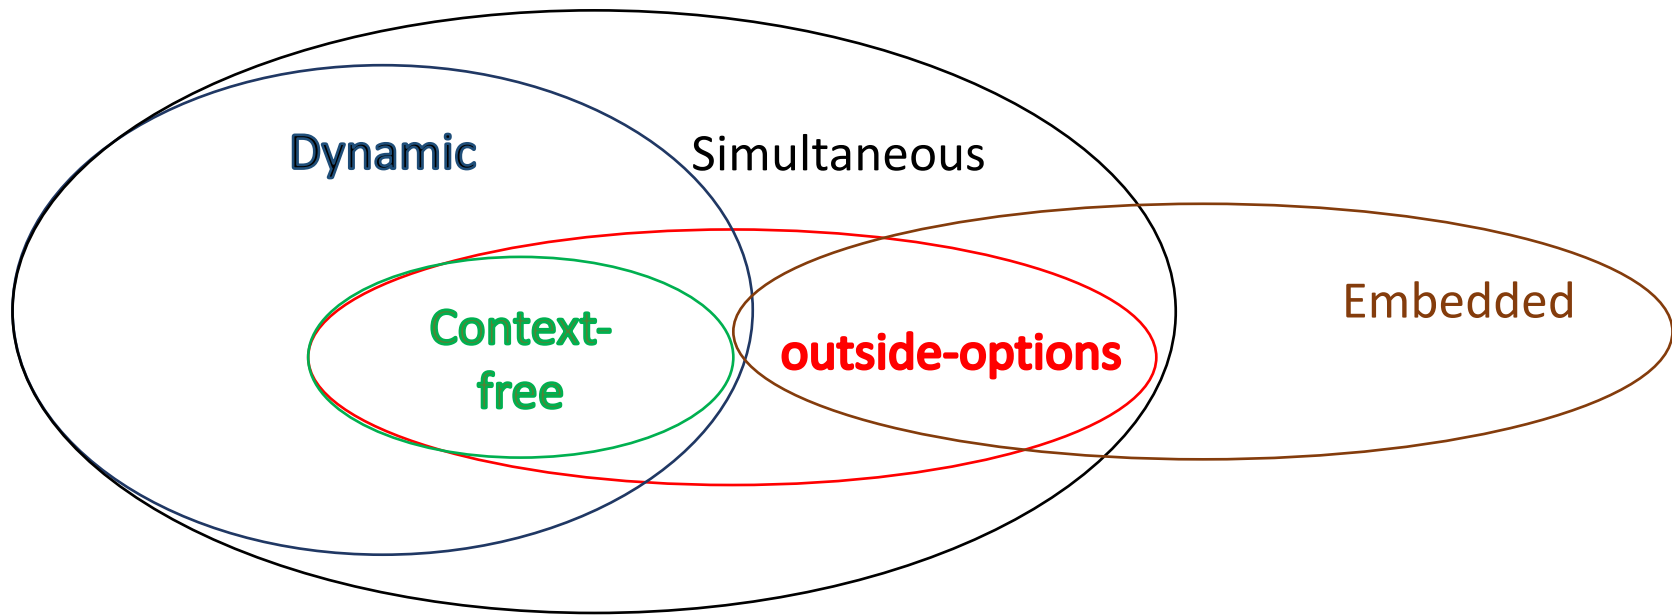 Dynamic
Simultaneous
Embedded
Context-
free
outside-options